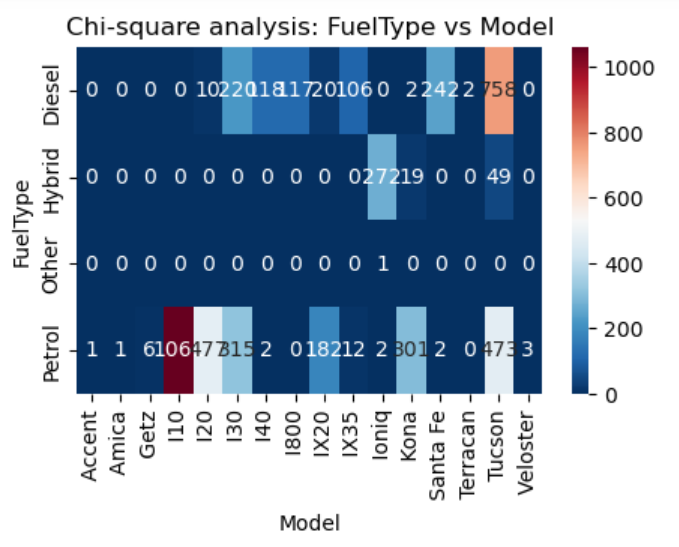 Chi-square analysis: FuelType vs Model
FuelType
Diesel 0 0 0 0 10 220 118 117 20 106 0 2 242 2 758 0
Hybrid 0 0 0 0 0 0 0 0 0 0 272 19 0 0 49 0
Other 0 0 0 0 0 0 0 0 0 0 1 0 0 0 0 0
Petrol 1 1 6 477 315 2 0 182 12 2 301 2 0 473 3
Accent Amica Getz I10 I20 I30 I40 I800 IX20 IX35 Ioniq Kona Santa Fe Terracan Tucson Veloster
Model
1000
800
600
400
200
0